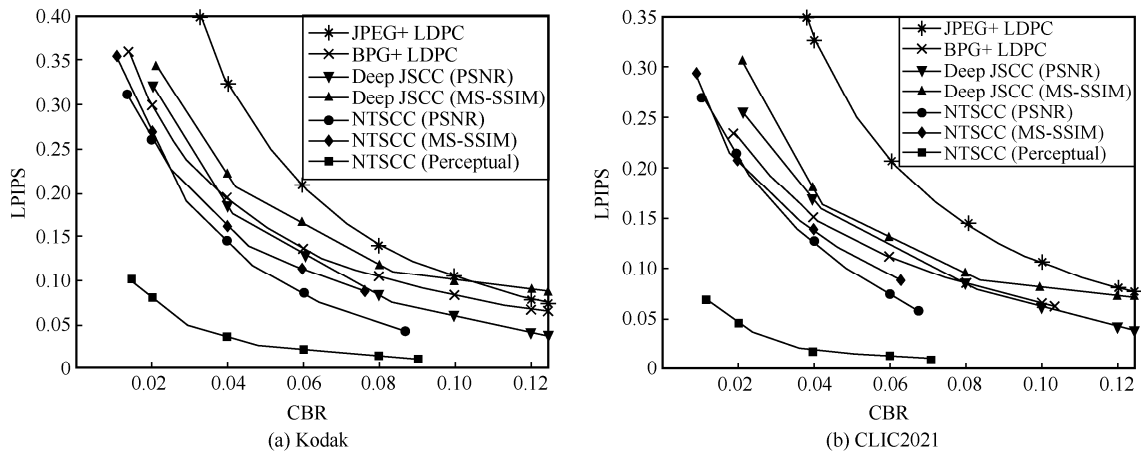 0.40
0.35
0.30
0.25
0.20
0.15
0.10
0.05
0
LPIPS
JPEG+ LDPC
BPG+ LDPC
Deep JSCC (PSNR)
Deep JSCC (MS-SSIM)
NTSCC (PSNR)
NTSCC (MS-SSIM)
NTSCC (Perceptual)
0.02 0.04 0.06 0.08 0.10 0.12
CBR
(a) Kodak
0.35
0.30
0.25
0.20
0.15
0.10
0.05
0
LPIPS
JPEG+ LDPC
BPG+ LDPC
Deep JSCC (PSNR)
Deep JSCC (MS-SSIM)
NTSCC (PSNR)
NTSCC (MS-SSIM)
NTSCC (Perceptual)
0.02 0.04 0.06 0.08 0.10 0.12
CBR
(b) CLIC2021